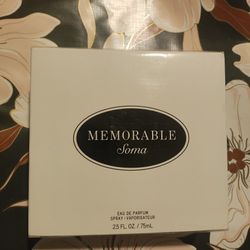 MEMORABLE
Soma
EAU DE PARFUM
SPRAY • VAPORISATEUR
2.5 FL. OZ. / 75mL